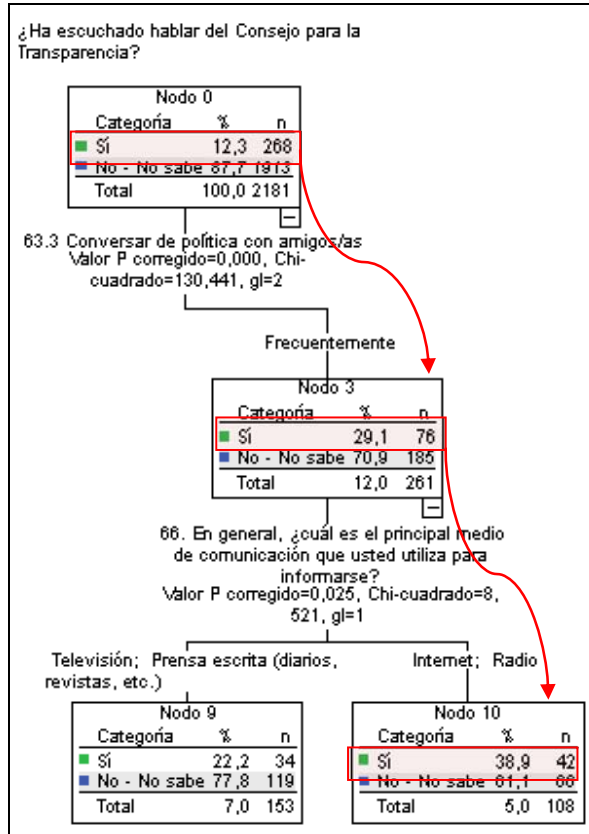 ¿Ha escuchado hablar del Consejo para la
Transparencia?
Nodo 0
Categoría % n
Sí 12,3 268
No - No sabe 87,7 1913
Total 100,0 2181
63.3 Conversar de política con amigos/as
Valor P corregido=0,000, Chi-
cuadrado=130,441, gl=2
Frecuentemente
Nodo 3
Categoría % n
Sí 29,1 76
No - No sabe 70,9 185
Total 12,0 261
66. En general, ¿cuál es el principal medio
de comunicación que usted utiliza para
informarse?
Valor P corregido=0,025, Chi-cuadrado=8,
521, gl=1
Televisión; Prensa escrita (diarios,
revistas, etc.)
Internet; Radio
Nodo 9
Categoría % n
Sí 22,2 34
No - No sabe 77,8 119
Total 7,0 153
Nodo 10
Categoría % n
Sí 38,9 42
No - No sabe 61,1 66
Total 5,0 108